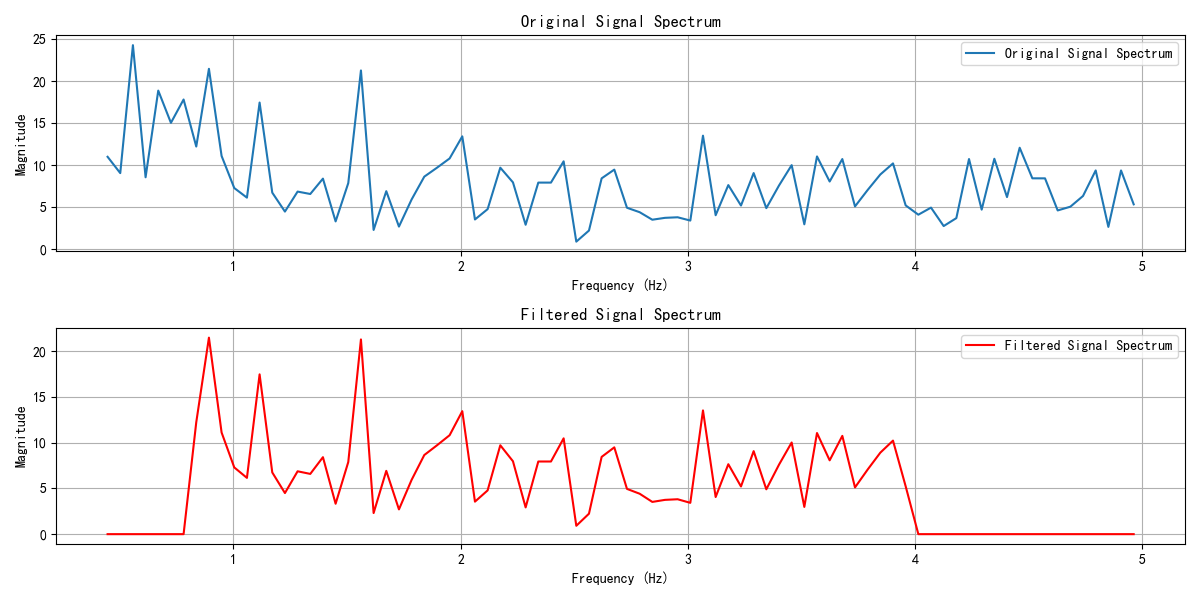 Original Signal Spectrum
25
20
15
10
5
0
Magnitude
Original Signal Spectrum
1 2 3 4 5
Frequency (Hz)
Filtered Signal Spectrum
20
15
10
5
0
Magnitude
Filtered Signal Spectrum
1 2 3 4 5
Frequency (Hz)